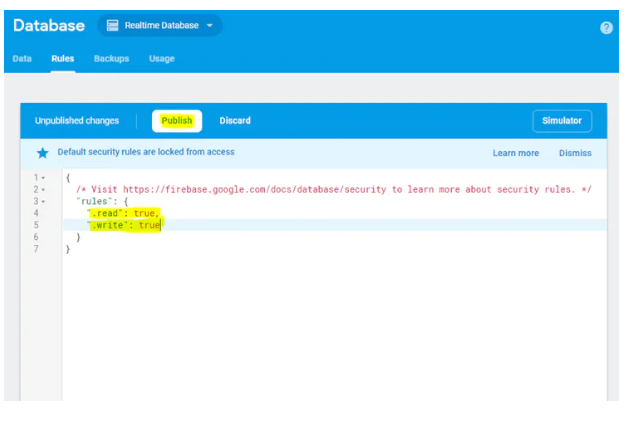 Database Realtime Database ?
Data Rules Backups Usage
Unpublished changes Publish Discard Simulator
Default security rules are locked from access Learn more Dismiss
1 {
2 /* Visit https://firebase.google.com/docs/database/security to learn more about security rules. */
3 "rules": {
4 ".read": true,
5 ".write": true
6 }
7 }